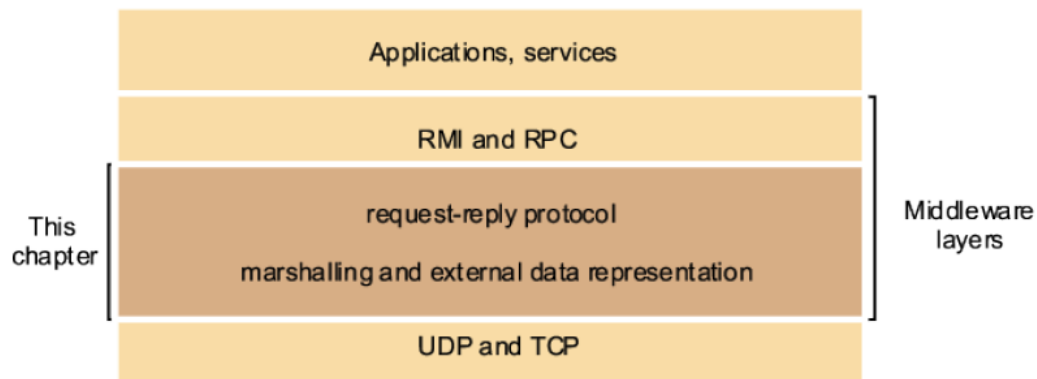 Applications, services
RMI and RPC
This
chapter
request-reply protocol
marshalling and external data representation
Middleware
layers
UDP and TCP